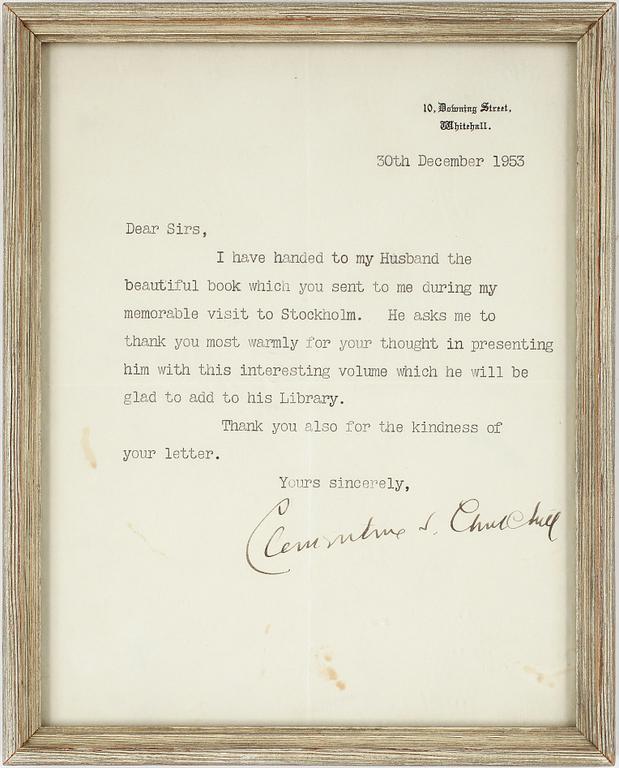 10, Downing Street,
Whitehall.
30th December 1953
Dear Sirs,
I have handed to my Husband the
beautiful book which you sent to me during my
memorable visit to Stockholm. He asks me to
thank you most warmly for your thought in presenting
him with this interesting volume which he will be
glad to add to his Library.
Thank you also for the kindness of
your letter.
Yours sincerely,
Clementine S. Churchill